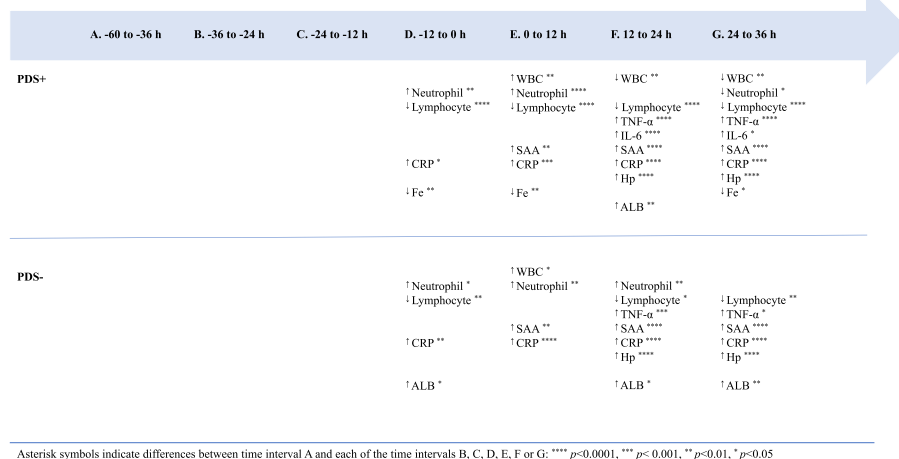 A. -60 to -36 h B. -36 to -24 h C. -24 to -12 h D. -12 to 0 h E. 0 to 12 h F. 12 to 24 h G. 24 to 36 h
PDS+ ↑WBC ** ↓WBC ** ↓WBC **
↑Neutrophil ** ↑Neutrophil **** ↓Neutrophil *
↓Lymphocyte **** ↓Lymphocyte **** ↓Lymphocyte **** ↓Lymphocyte ****
↑TNF-α **** ↑TNF-α ****
↑IL-6 **** ↑IL-6 *
↑SAA ** ↑SAA **** ↑SAA ****
↑CRP * ↑CRP *** ↑CRP **** ↑CRP ****
↑Hp **** ↑Hp ****
↓Fe ** ↓Fe ** ↓Fe *
↑ALB **
↑WBC *
PDS-
↑Neutrophil * ↑Neutrophil ** ↑Neutrophil **
↓Lymphocyte ** ↓Lymphocyte * ↓Lymphocyte **
↑TNF-α *** ↑TNF-α *
↑SAA ** ↑SAA **** ↑SAA ****
↑CRP ** ↑CRP **** ↑CRP **** ↑CRP ****
↑Hp **** ↑Hp ****
↑ALB * ↑ALB * ↑ALB **
Asterisk symbols indicate differences between time interval A and each of the time intervals B, C, D, E, F or G: **** p<0.0001, *** p< 0.001, ** p<0.01, * p<0.05